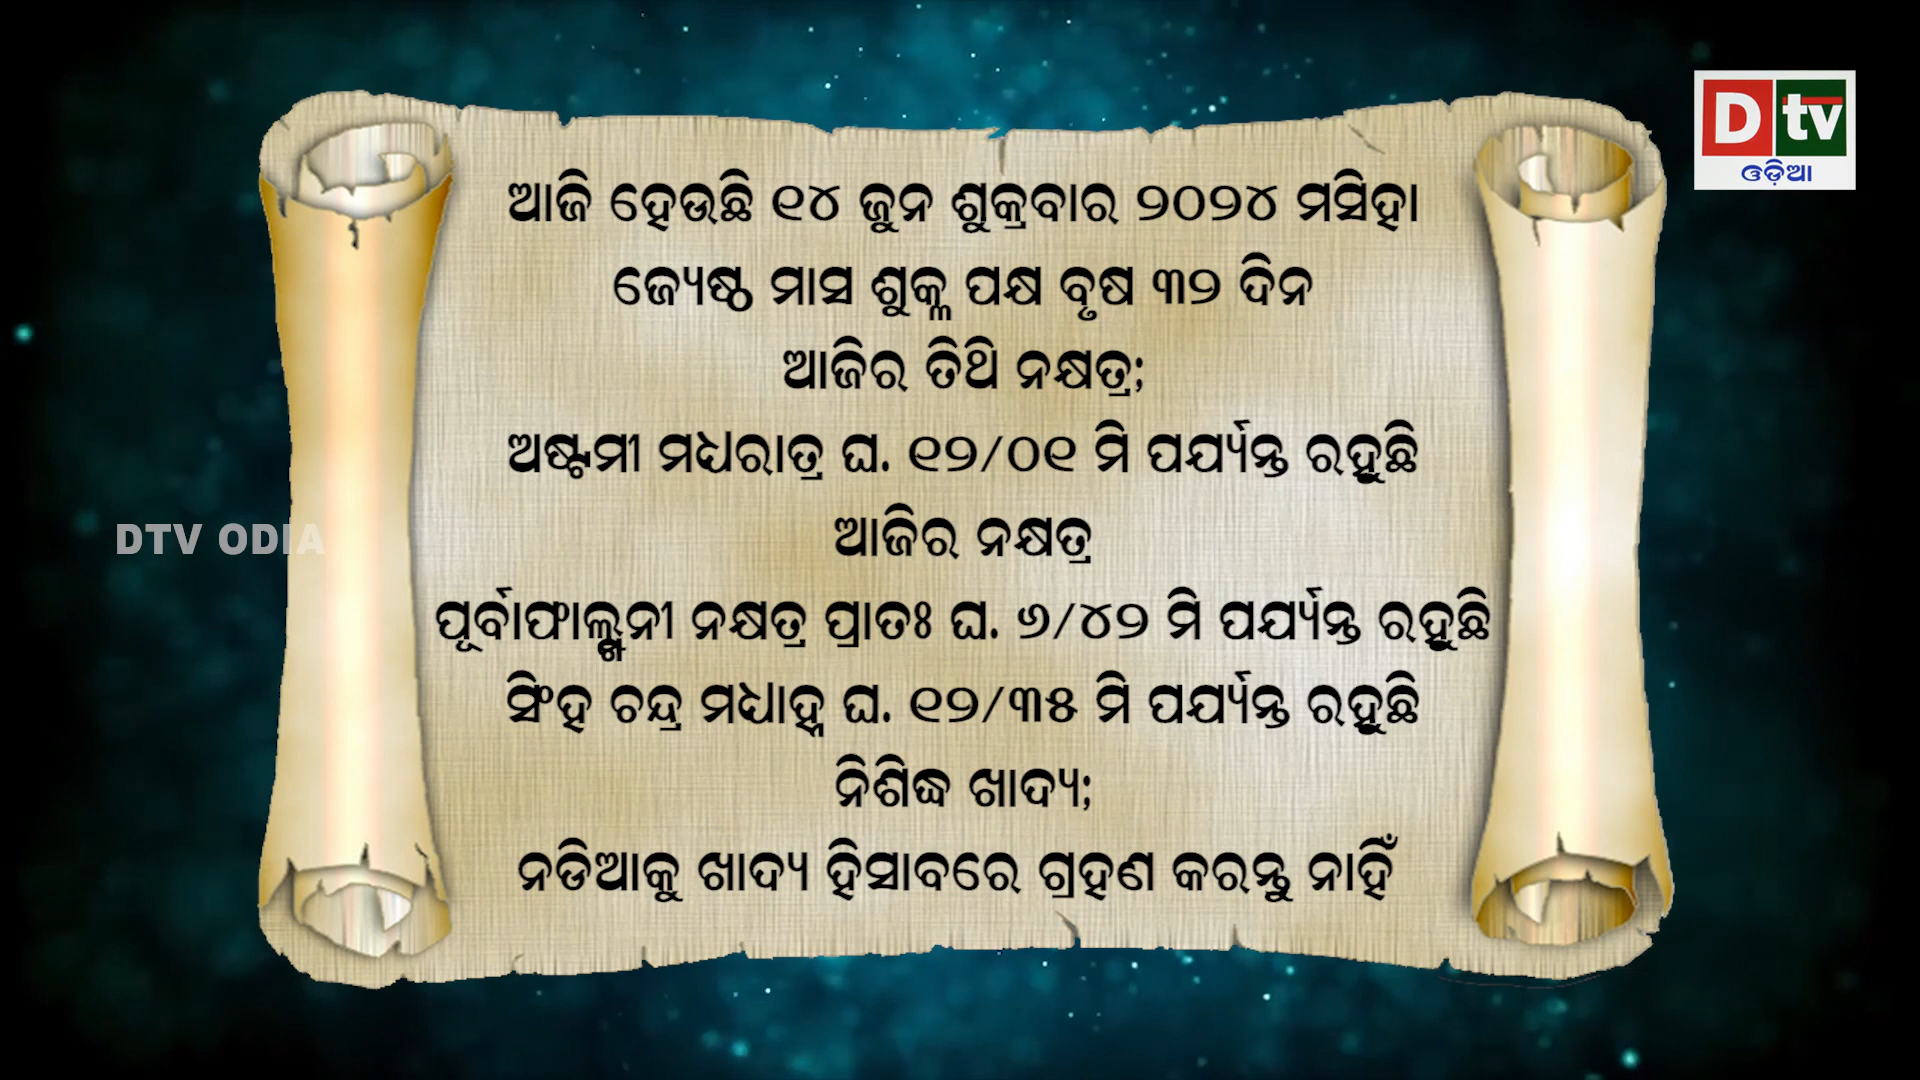 Dtv
ଓଡ଼ିଆ
ଆଜି ହେଉଛି ୧୪ ଜୁନ ଶୁକ୍ରବାର ୨୦୨୪ ମସିହା
ଜ୍ୟେଷ୍ଠ ମାସ ଶୁକ୍ଳ ପକ୍ଷ ବୃଷ ୩୨ ଦିନ
ଆଜିର ତିଥି ନକ୍ଷତ୍ର;
ଅଷ୍ଟମୀ ମଧ୍ୟରାତ୍ର ଘ. ୧୨/୦୧ ମି ପର୍ଯ୍ୟନ୍ତ ରହୁଛି
ଆଜିର ନକ୍ଷତ୍ର
DTV ODIA
ପୂର୍ବାଫାଲ୍ଗୁନୀ ନକ୍ଷତ୍ର ପ୍ରାତଃ ଘ. ୬/୪୨ ମି ପର୍ଯ୍ୟନ୍ତ ରହୁଛି
ସିଂହ ଚନ୍ଦ୍ର ମଧ୍ୟାହ୍ନ ଘ. ୧୨/୩୫ ମି ପର୍ଯ୍ୟନ୍ତ ରହୁଛି
ନିଶିଦ୍ଧ ଖାଦ୍ୟ;
ନଡିଆକୁ ଖାଦ୍ୟ ହିସାବରେ ଗ୍ରହଣ କରନ୍ତୁ ନାହିଁ